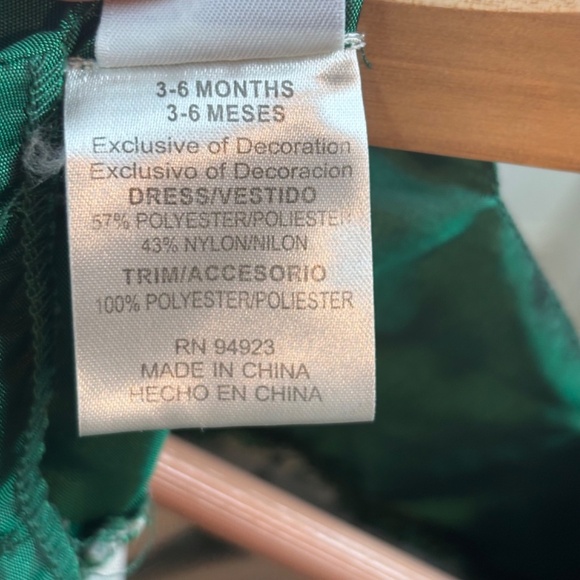 3-6 MONTHS
3-6 MESES
Exclusive of Decoration
Exclusivo of Decoracion
DRESS/VESTIDO
57% POLYESTER/POLIESTER
43% NYLON/NILON
TRIM/ACCESORIO
100% POLYESTER/POLIESTER
RN 94923
MADE IN CHINA
HECHO EN CHINA